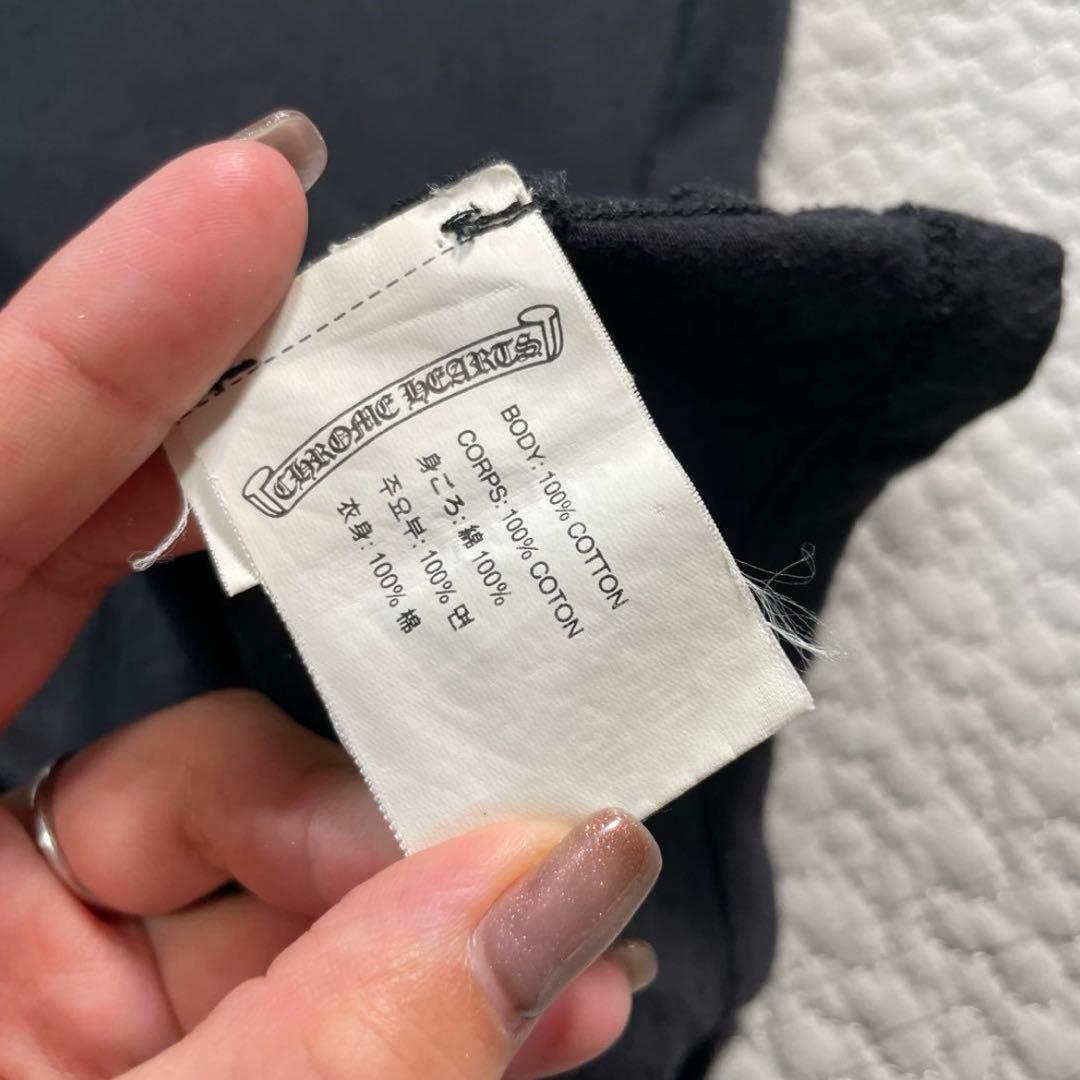 CHROME HEARTS
BODY: 100% COTTON
CORPS: 100% COTON
身ごろ: 綿 100%
주요부: 100% 면
衣身: 100% 棉